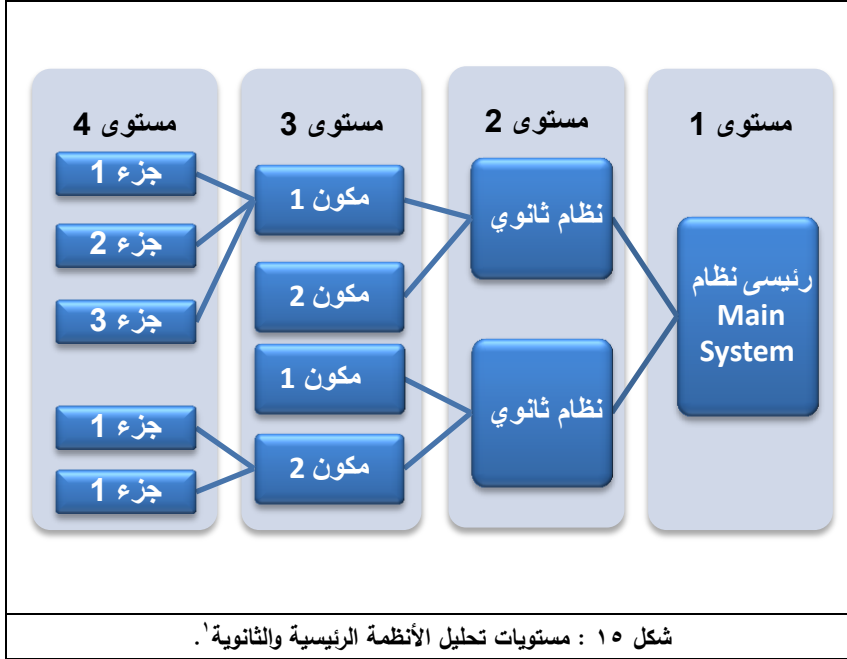 مستوى 1
رئيسى نظام
Main
System
مستوى 2
نظام ثانوي
نظام ثانوي
مستوى 3
مكون 1
مكون 2
مكون 1
مكون 2
مستوى 4
جزء 1
جزء 2
جزء 3
جزء 1
جزء 1
شكل ١٥ : مستويات تحليل الأنظمة الرئيسية والثانوية١.